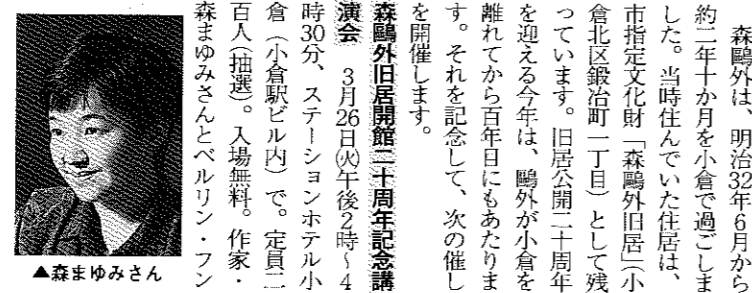 森鷗外は、明治32年6月から
約二年十か月を小倉で過ごしま
した。当時住んでいた住居は、
市指定文化財「森鷗外旧居」(小
倉北区鍛冶町一丁目)として残
っています。旧居公開二十周年
を迎える今年は、鷗外が小倉を
離れてから百年目にもあたりま
す。それを記念して、次の催し
を開催します。
森鷗外旧居開館二十周年記念講
演会　3月26日㈫午後2時〜4
時30分、ステーションホテル小
倉(小倉駅ビル内)で。定員二
百人(抽選)。入場無料。作家・
森まゆみさんとベルリン・フン
▲森まゆみさん